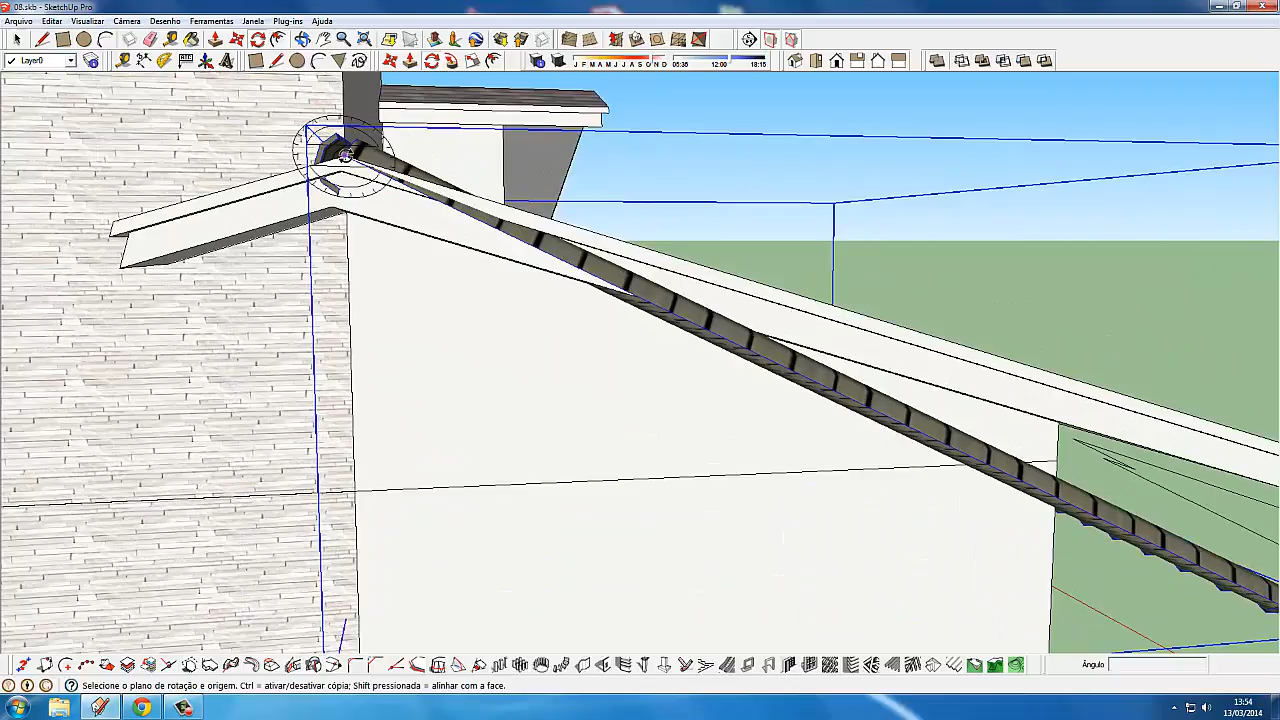 08.skb - SketchUp Pro
Arquivo Editar Visualizar Câmera Desenho Ferramentas Janela Plug-ins Ajuda
Layer0
J F M A M J J A S O N D 06:38 12:00 18:15
Selecione o plano de rotação e origem. Ctrl = ativar/desativar cópia; Shift pressionada = alinhar com a face.
Ângulo
13:54
13/03/2014